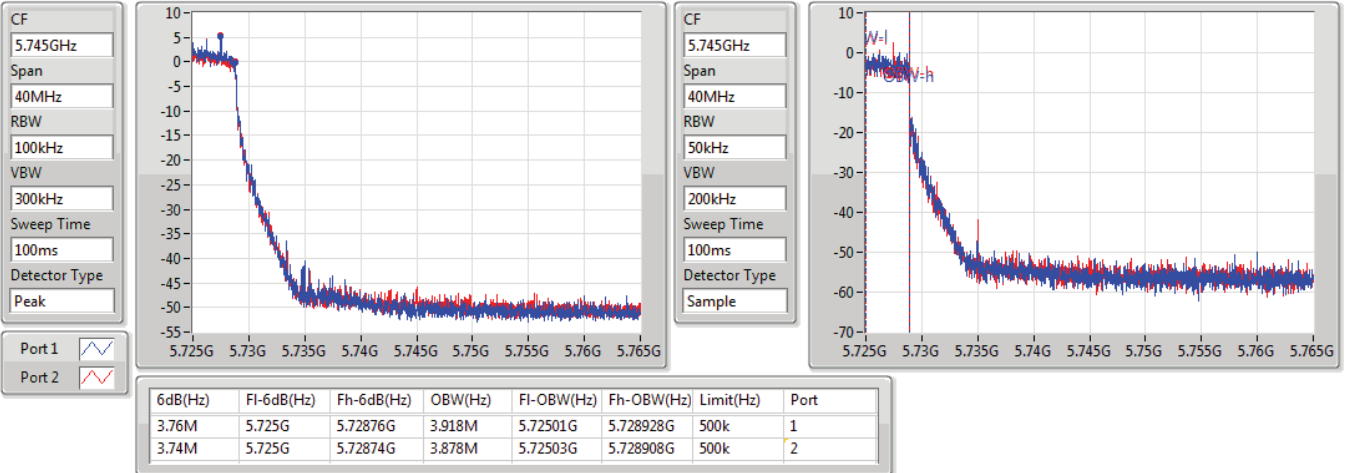 CF
5.745GHz
Span
40MHz
RBW
100kHz
VBW
300kHz
Sweep Time
100ms
Detector Type
Peak
Port 1
Port 2
10
5
0
-5
-10
-15
-20
-25
-30
-35
-40
-45
-50
-55
5.725G 5.73G 5.735G 5.74G 5.745G 5.75G 5.755G 5.76G 5.765G
CF
5.745GHz
Span
40MHz
RBW
50kHz
VBW
200kHz
Sweep Time
100ms
Detector Type
Sample
10
0
-10
-20
-30
-40
-50
-60
-70
5.725G 5.73G 5.735G 5.74G 5.745G 5.75G 5.755G 5.76G 5.765G
W-l
OBW-h
6dB(Hz) Fl-6dB(Hz) Fh-6dB(Hz) OBW(Hz) Fl-OBW(Hz) Fh-OBW(Hz) Limit(Hz) Port
3.76M 5.725G 5.72876G 3.918M 5.72501G 5.728928G 500k 1
3.74M 5.725G 5.72874G 3.878M 5.72503G 5.728908G 500k 2